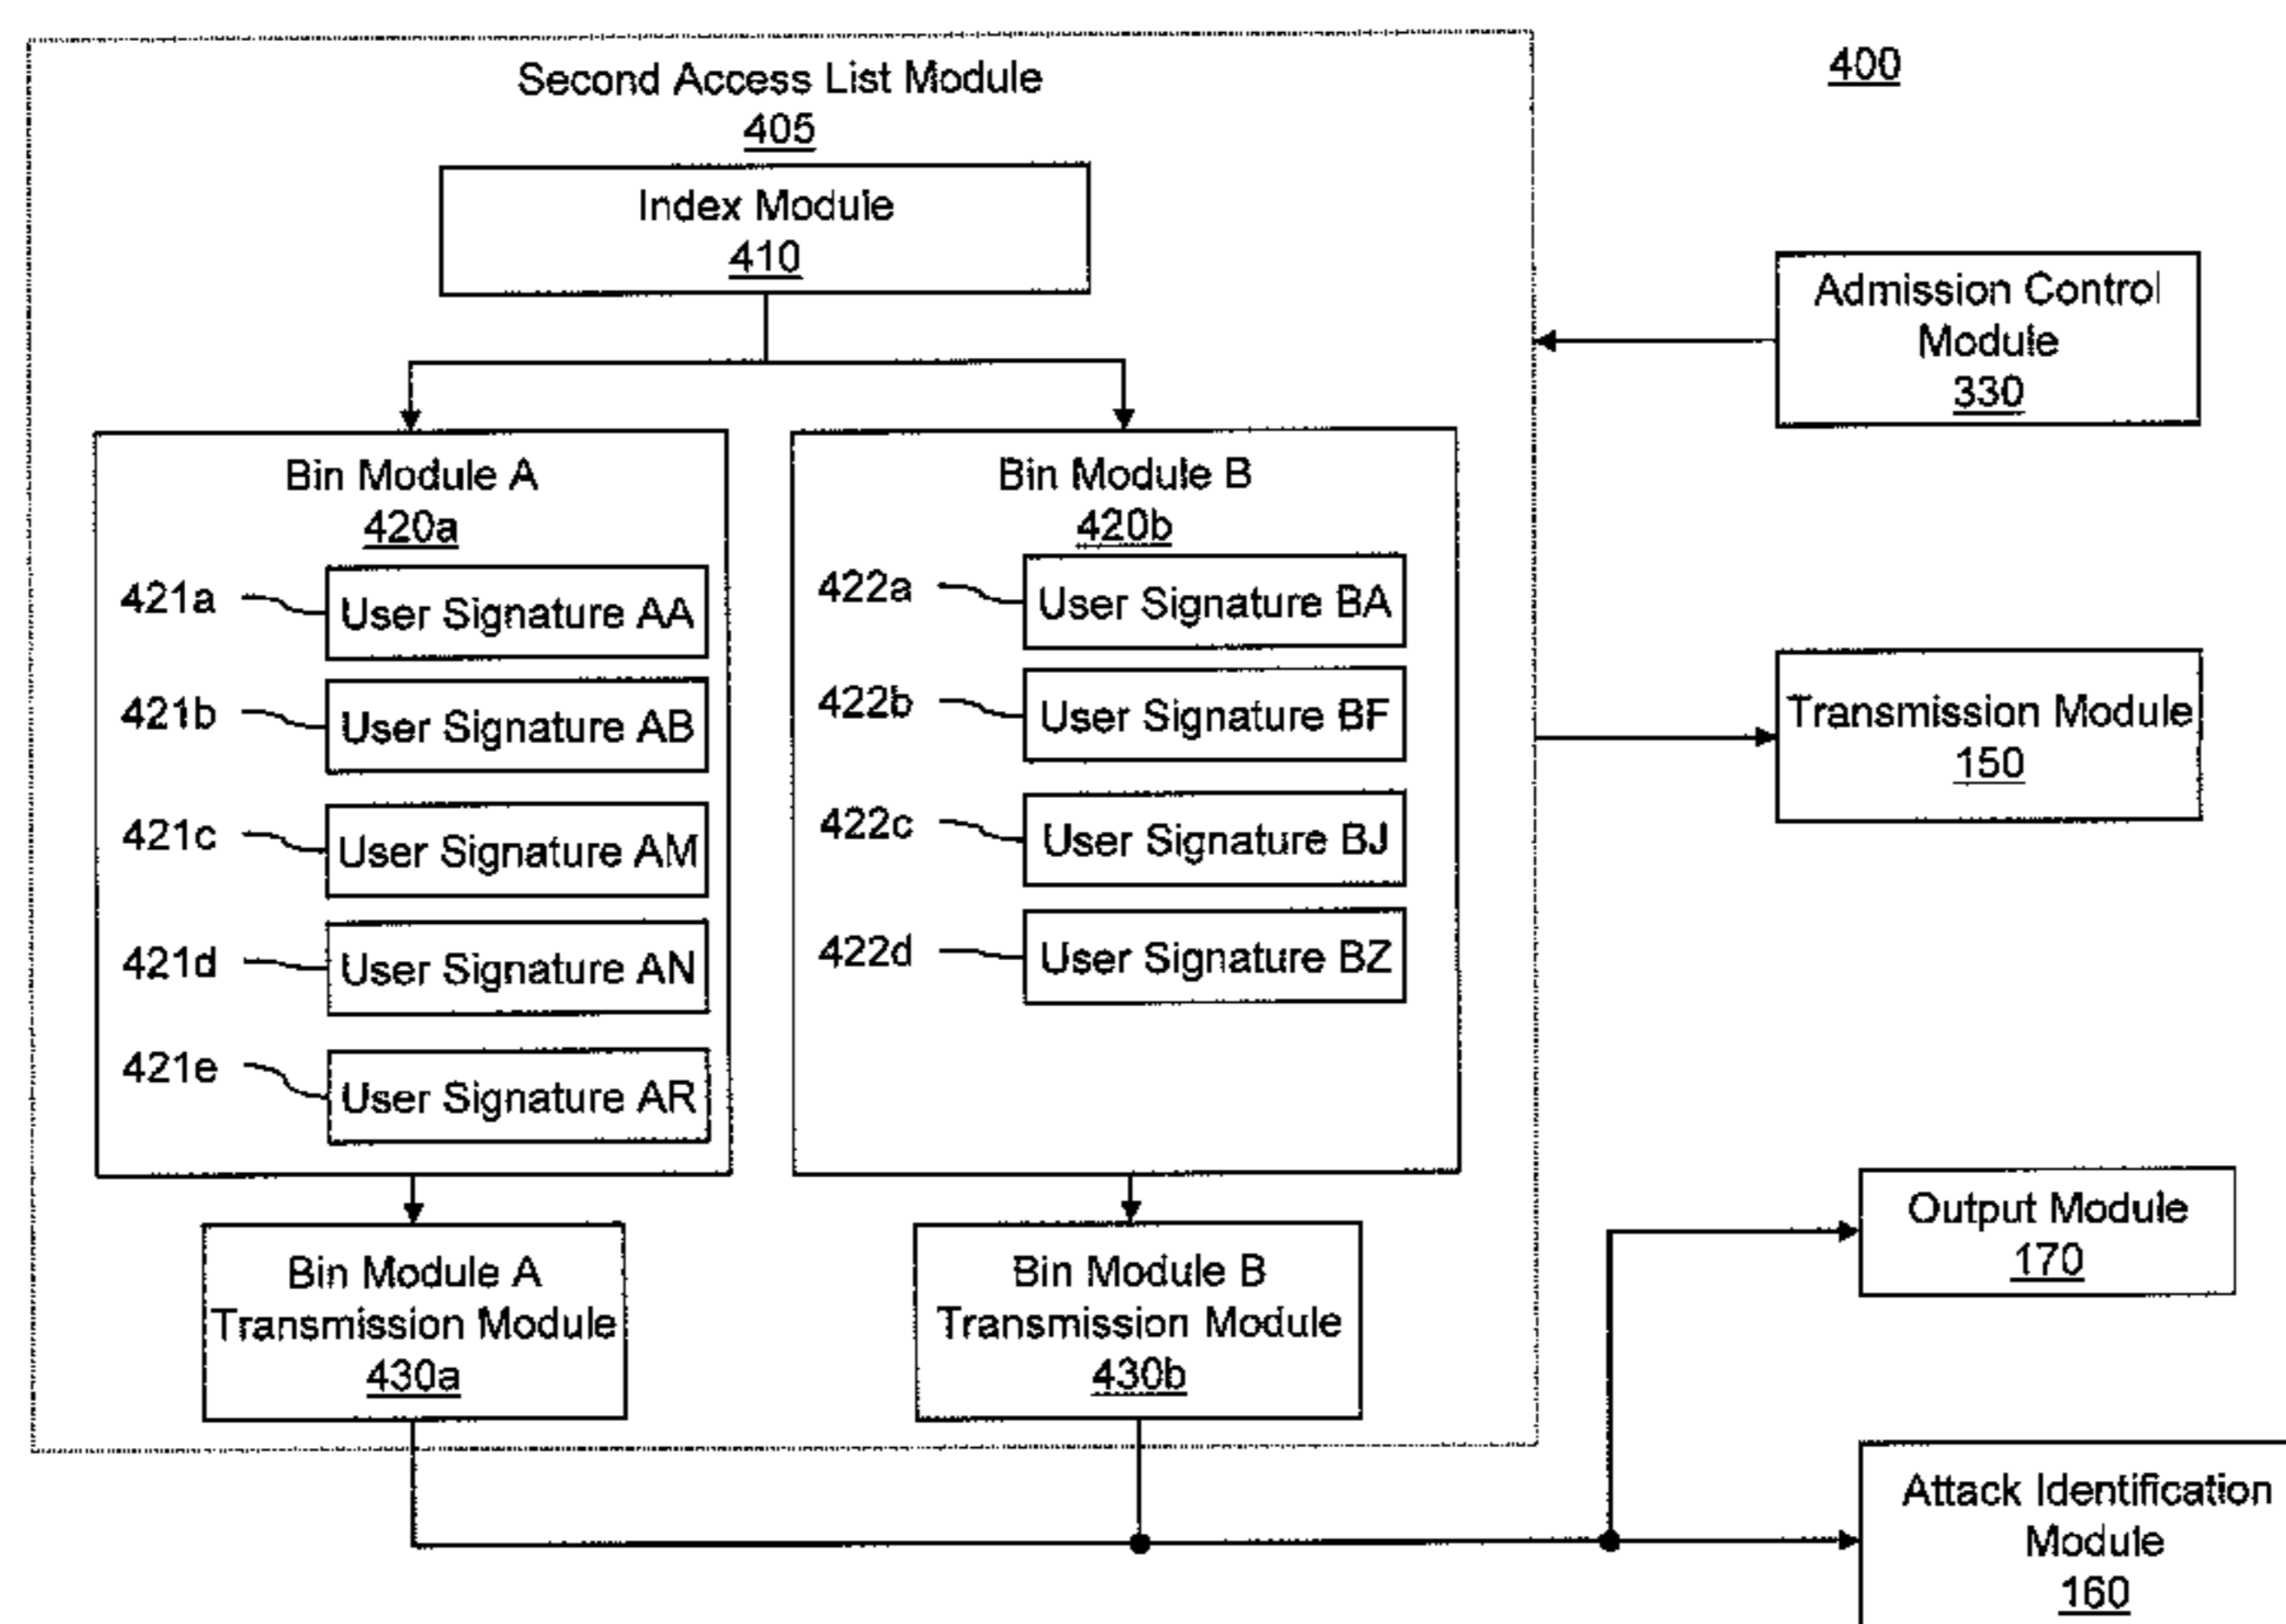 400
Second Access List Module
405
Index Module
410
Admission Control
Module
330
Bin Module A
420a
421a
User Signature AA
421b
User Signature AB
421c
User Signature AM
421d
User Signature AN
421e
User Signature AR
Bin Module B
420b
422a
User Signature BA
422b
User Signature BF
422c
User Signature BJ
422d
User Signature BZ
Transmission Module
150
Bin Module A
Transmission Module
430a
Bin Module B
Transmission Module
430b
Output Module
170
Attack Identification
Module
160